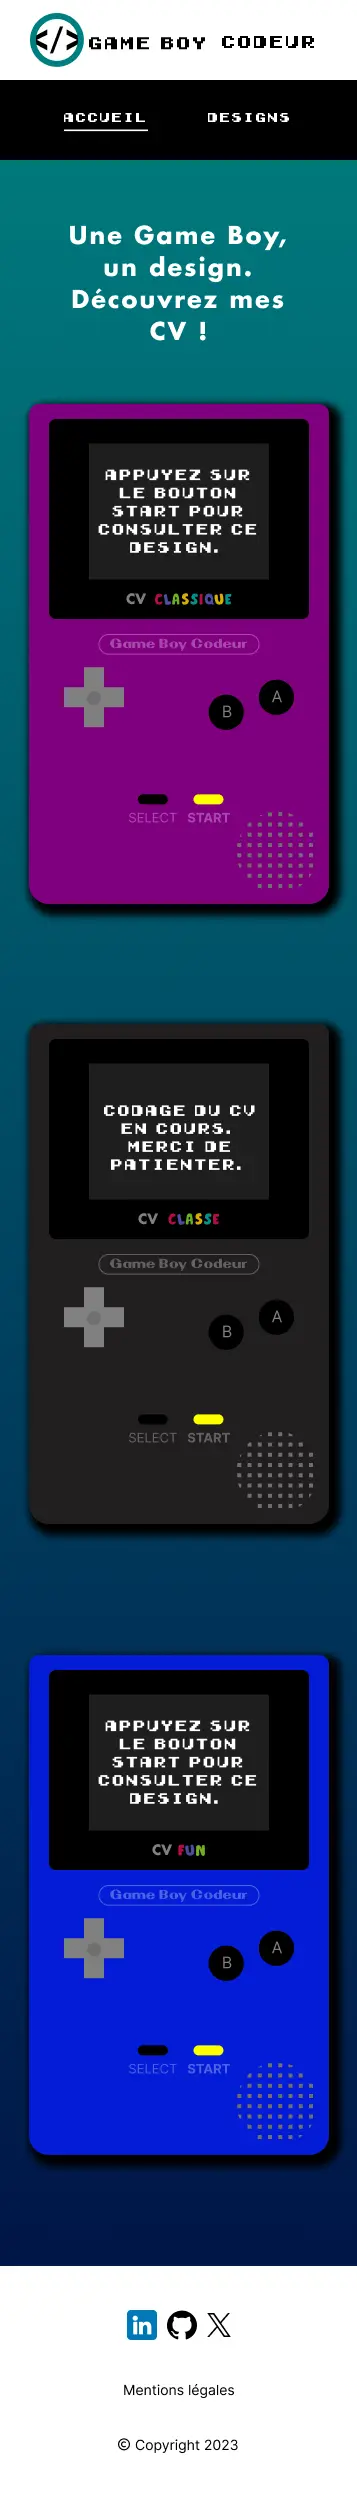 </> GAME BOY CODEUR
ACCUEIL DESIGNS
Une Game Boy,
un design.
Découvrez mes
CV !
APPUYEZ SUR
LE BOUTON
START POUR
CONSULTER CE
DESIGN.
CV CLASSIQUE
Game Boy Codeur
B A
SELECT START
CODAGE DU CV
EN COURS.
MERCI DE
PATIENTER.
CV CLASSE
Game Boy Codeur
B A
SELECT START
APPUYEZ SUR
LE BOUTON
START POUR
CONSULTER CE
DESIGN.
CV FUN
Game Boy Codeur
B A
SELECT START
in X
Mentions légales
© Copyright 2023